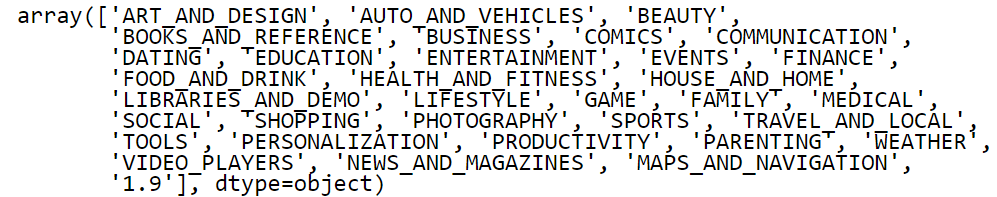 array(['ART_AND_DESIGN', 'AUTO_AND_VEHICLES', 'BEAUTY',
'BOOKS_AND_REFERENCE', 'BUSINESS', 'COMICS', 'COMMUNICATION',
'DATING', 'EDUCATION', 'ENTERTAINMENT', 'EVENTS', 'FINANCE',
'FOOD_AND_DRINK', 'HEALTH_AND_FITNESS', 'HOUSE_AND_HOME',
'LIBRARIES_AND_DEMO', 'LIFESTYLE', 'GAME', 'FAMILY', 'MEDICAL',
'SOCIAL', 'SHOPPING', 'PHOTOGRAPHY', 'SPORTS', 'TRAVEL_AND_LOCAL',
'TOOLS', 'PERSONALIZATION', 'PRODUCTIVITY', 'PARENTING', 'WEATHER',
'VIDEO_PLAYERS', 'NEWS_AND_MAGAZINES', 'MAPS_AND_NAVIGATION',
'1.9'], dtype=object)